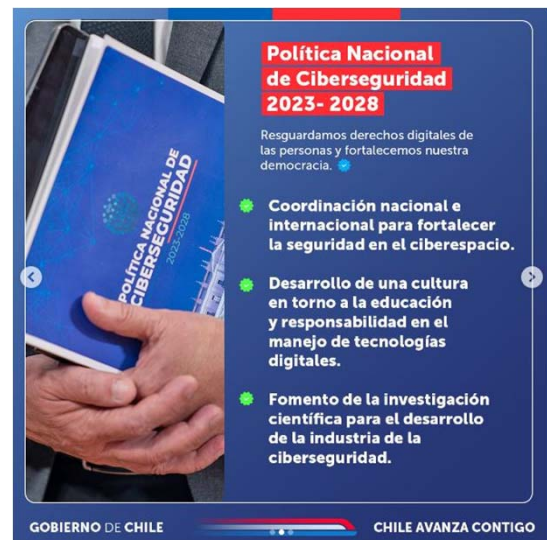 Política Nacional
de Ciberseguridad
2023- 2028
Resguardamos derechos digitales de
las personas y fortalecemos nuestra
democracia.
Coordinación nacional e
internacional para fortalecer
la seguridad en el ciberespacio.
Desarrollo de una cultura
en torno a la educación
y responsabilidad en el
manejo de tecnologías
digitales.
Fomento de la investigación
científica para el desarrollo
de la industria de la
ciberseguridad.
POLÍTICA NACIONAL DE
CIBERSEGURIDAD
2023-2028
GOBIERNO DE CHILE
CHILE AVANZA CONTIGO